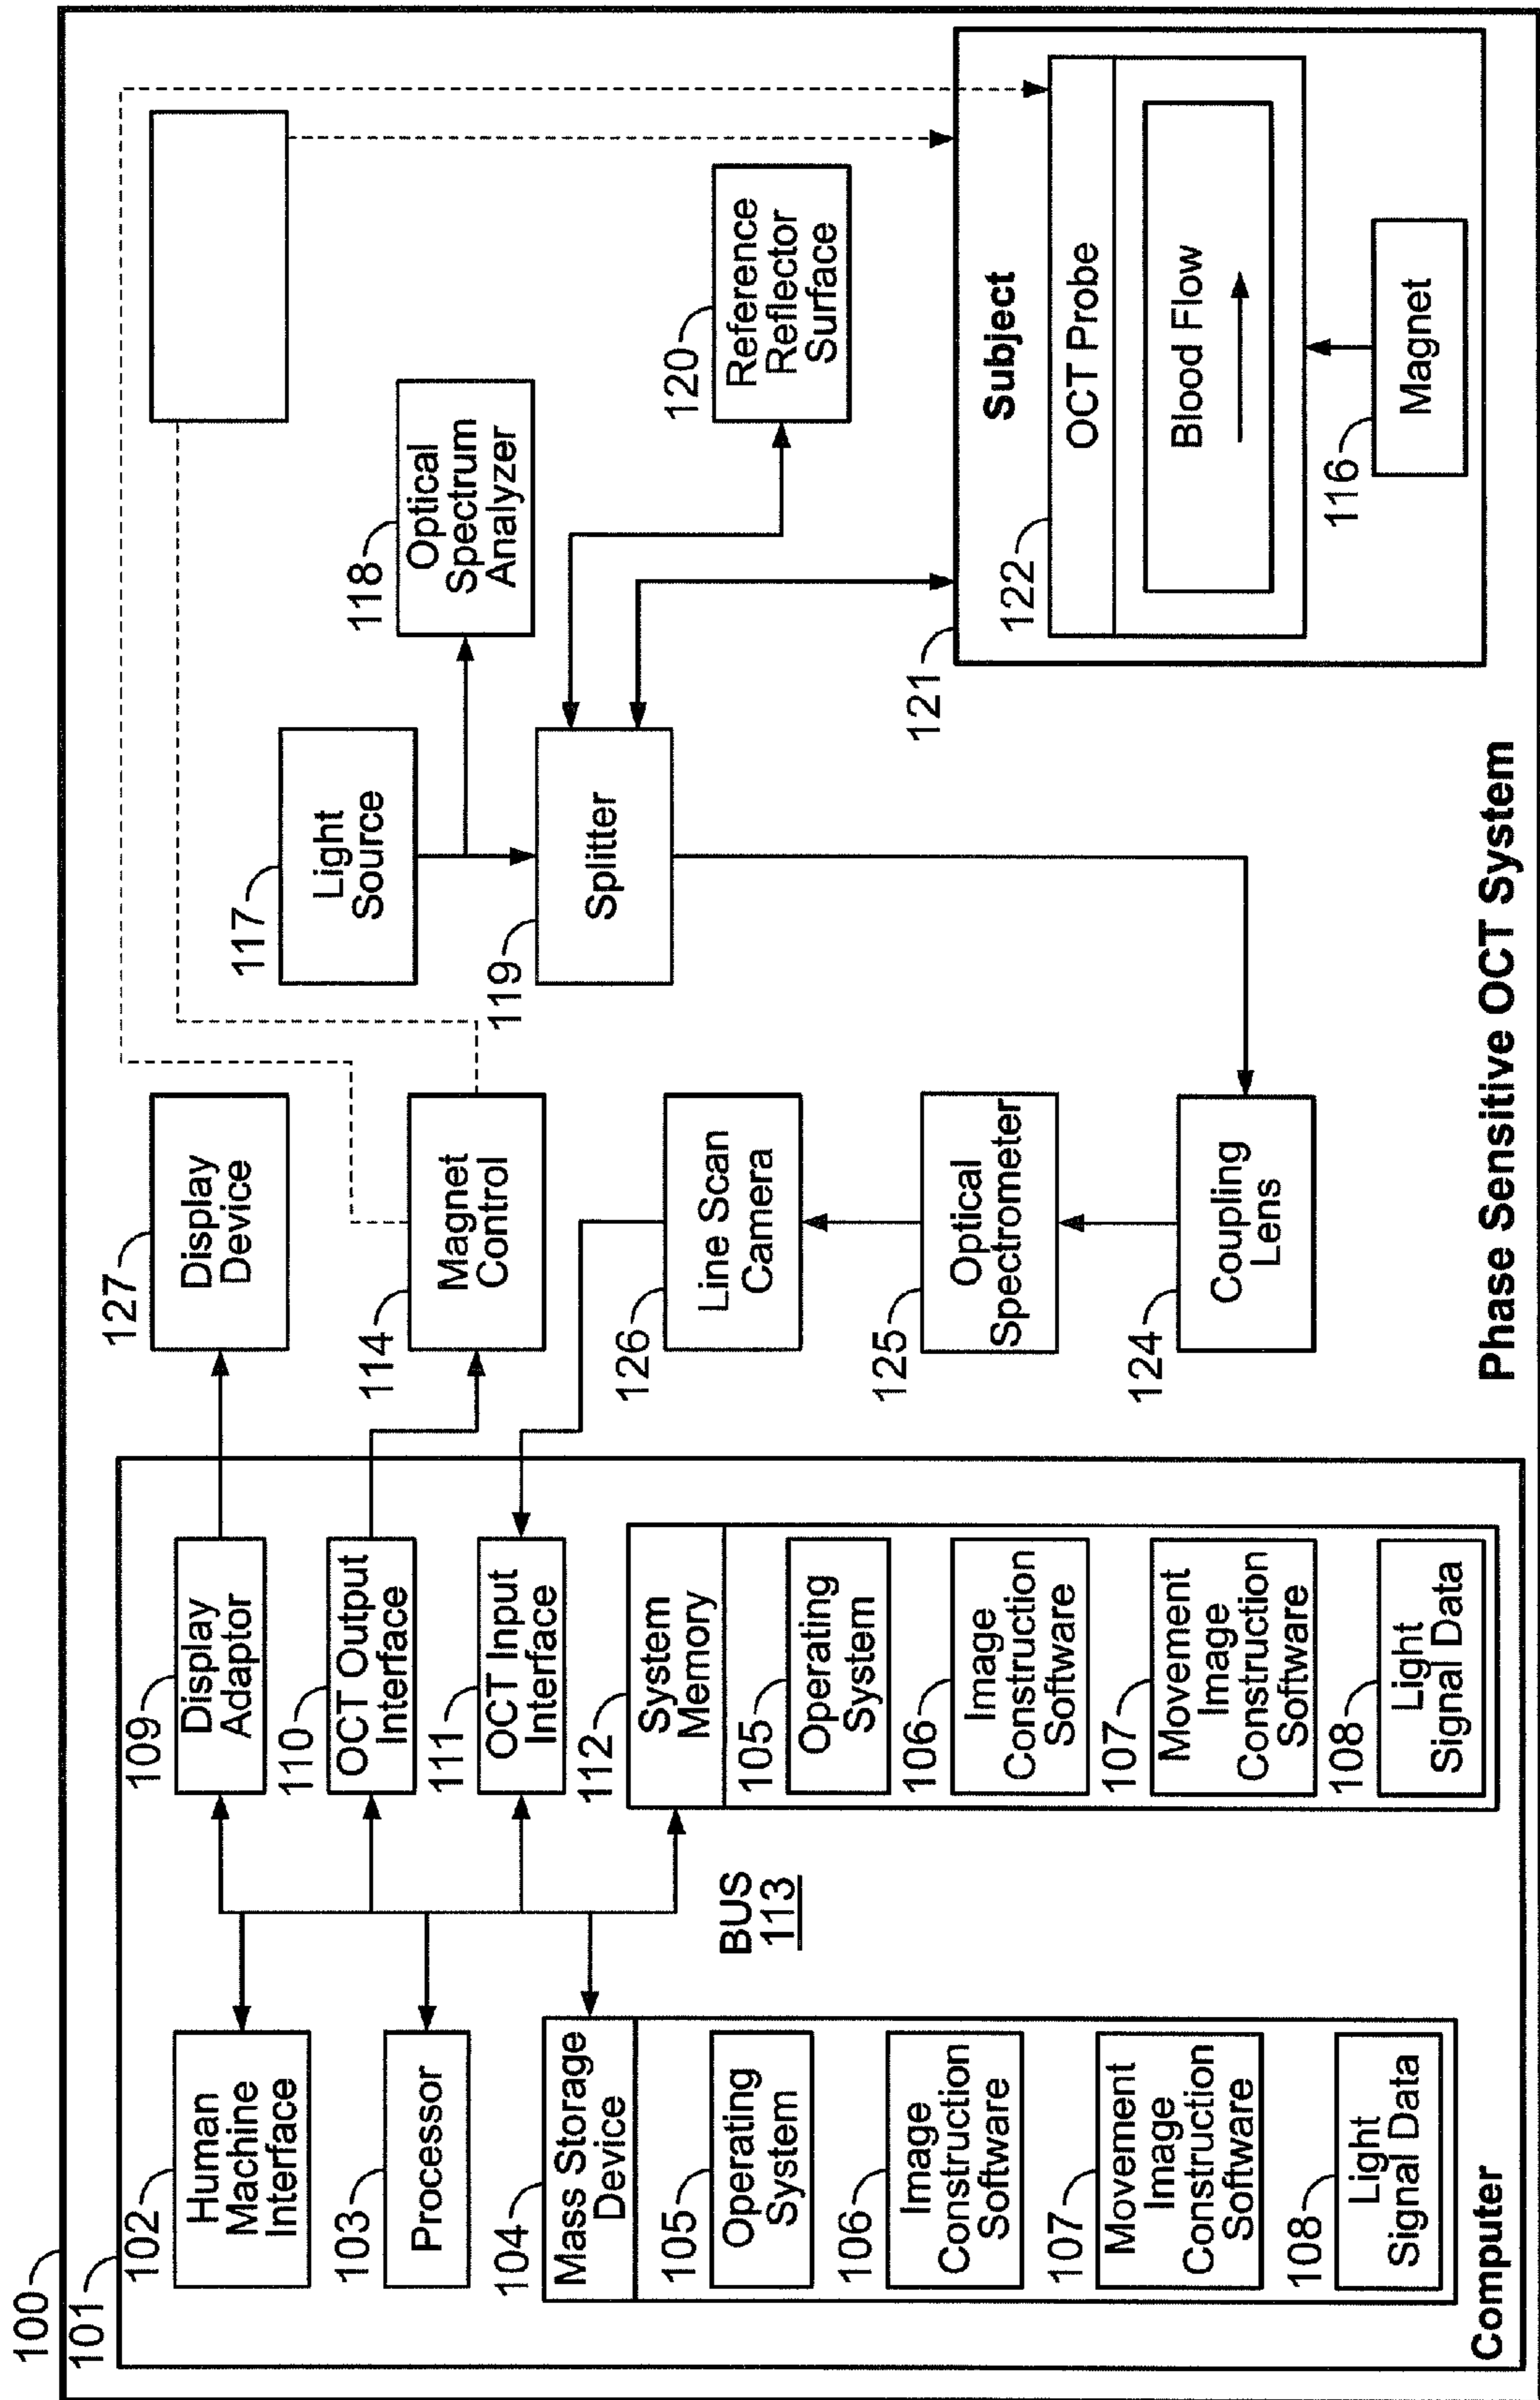 100
101
Computer
102
Human
Machine
Interface
103
Processor
104
Mass Storage
Device
105
Operating
System
106
Image
Construction
Software
107
Movement
Image
Construction
Software
108
Light
Signal Data
BUS
113
109
Display
Adaptor
110
OCT Output
Interface
111
OCT Input
Interface
112
System
Memory
105
Operating
System
106
Image
Construction
Software
107
Movement
Image
Construction
Software
108
Light
Signal Data
127
Display
Device
114
Magnet
Control
126
Line Scan
Camera
125
Optical
Spectrometer
124
Coupling
Lens
117
Light
Source
119
Splitter
118
Optical
Spectrum
Analyzer
120
Reference
Reflector
Surface
121
Subject
122
OCT Probe
Blood Flow
116
Magnet
Phase Sensitive OCT System